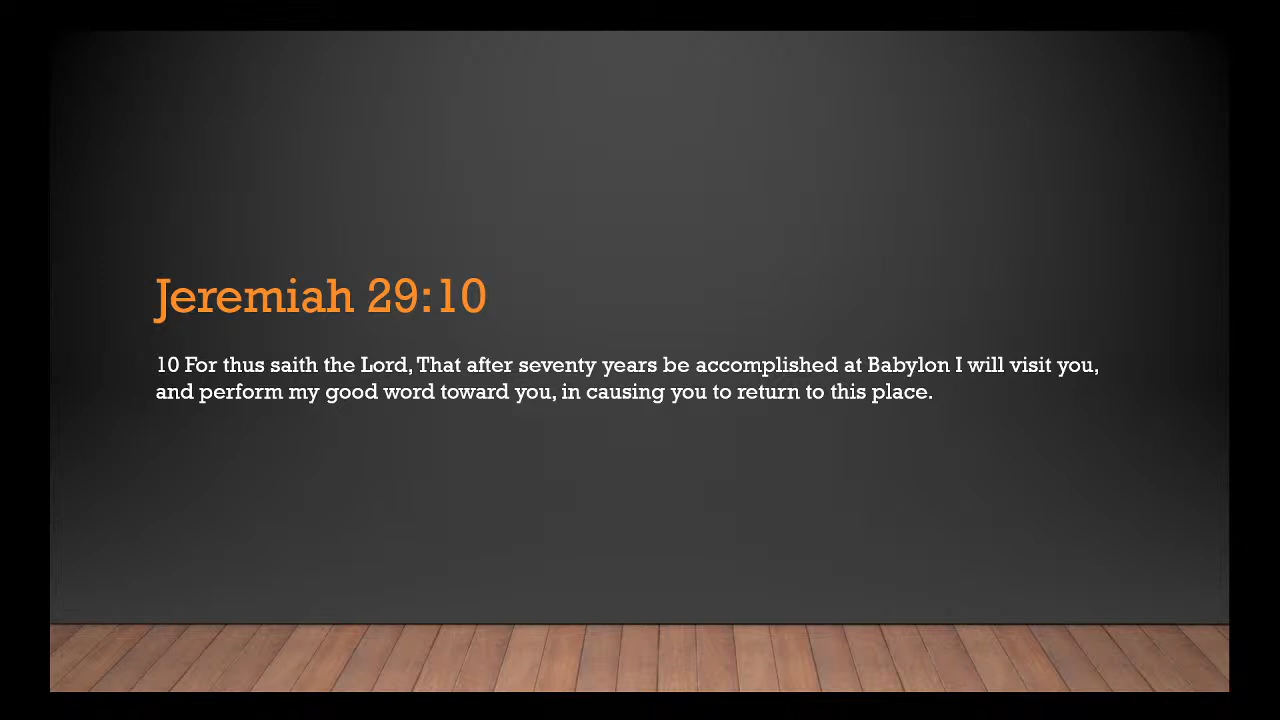 Jeremiah 29:10
10 For thus saith the Lord, That after seventy years be accomplished at Babylon I will visit you,
and perform my good word toward you, in causing you to return to this place.